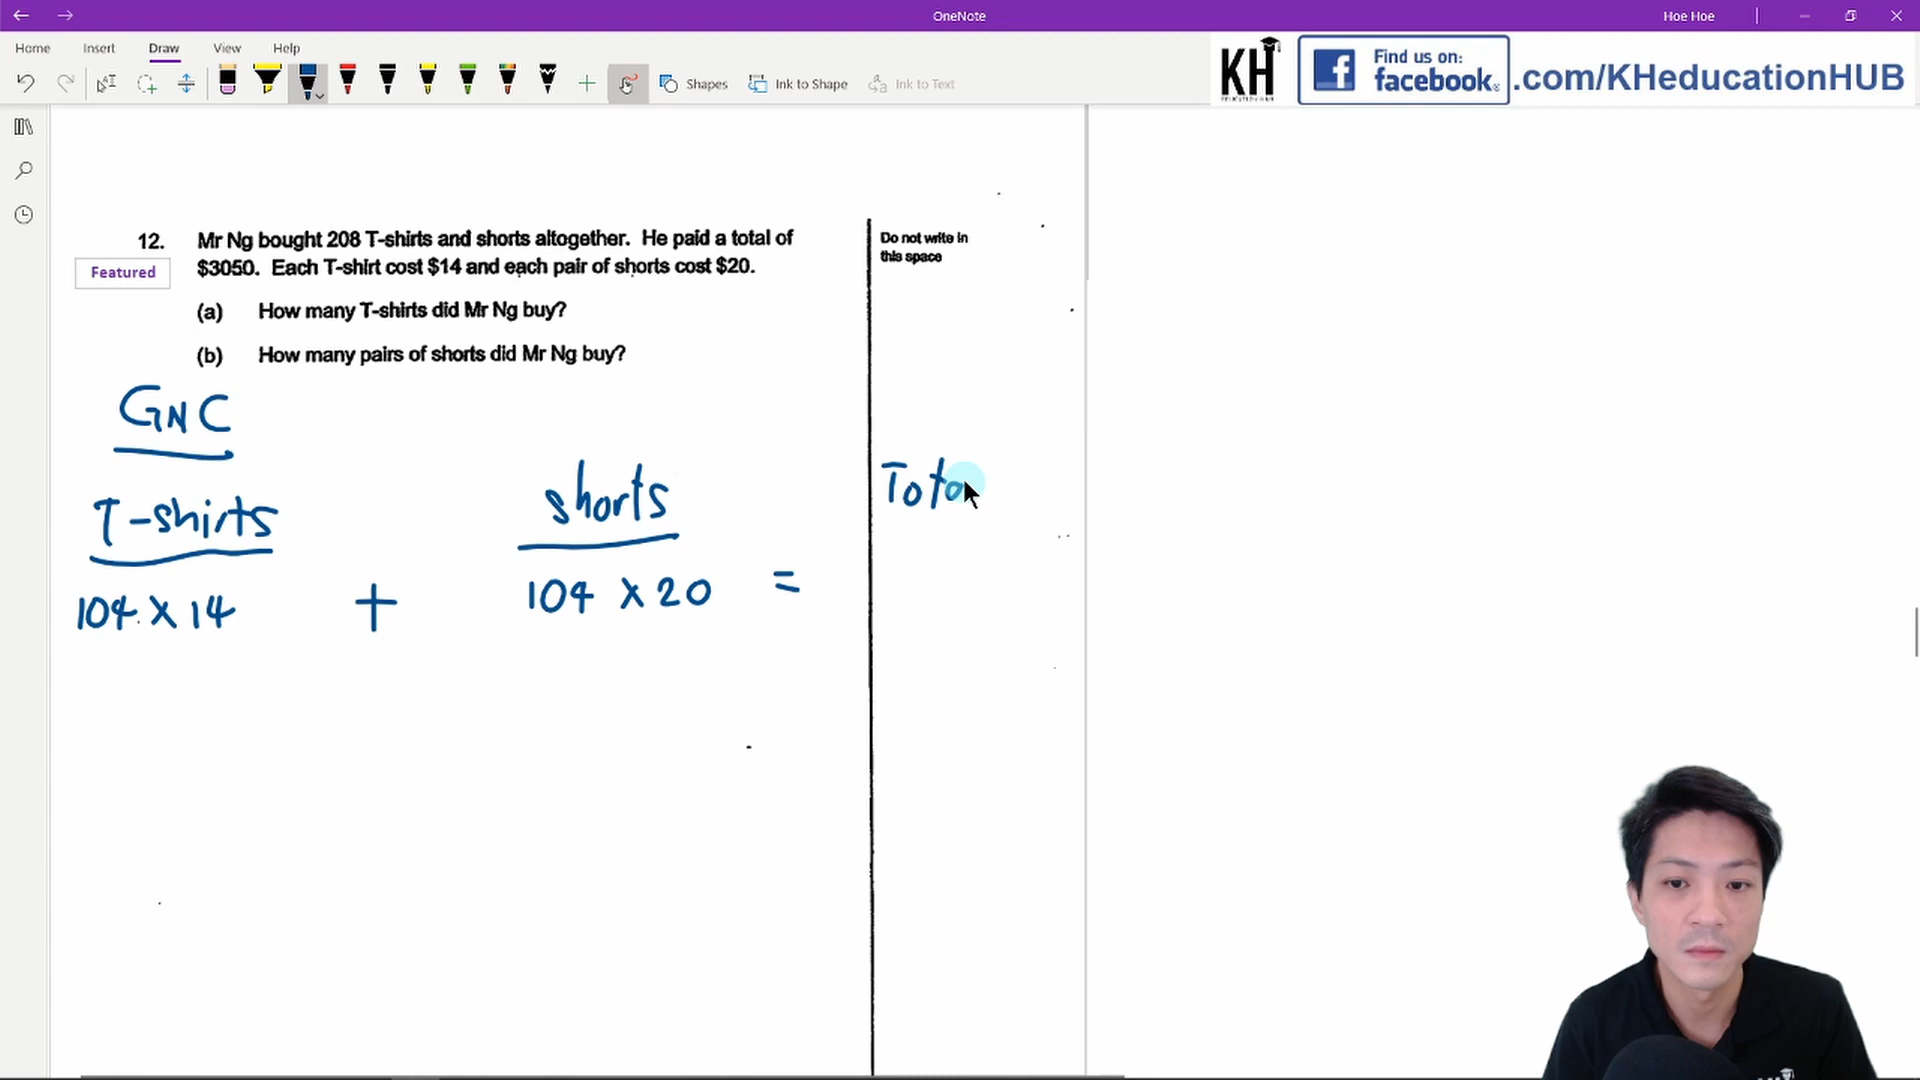 OneNote
Hoe Hoe
Home Insert Draw View Help
Shapes
Ink to Shape
Ink to Text
KH
EDUCATION HUB
Find us on:
facebook.
.com/KHeducationHUB
12. Mr Ng bought 208 T-shirts and shorts altogether. He paid a total of
$3050. Each T-shirt cost $14 and each pair of shorts cost $20.
Featured
(a) How many T-shirts did Mr Ng buy?
(b) How many pairs of shorts did Mr Ng buy?
Do not write in
this space
GNC
T-shirts
shorts
Tota
104 x 14 + 104 x 20 =